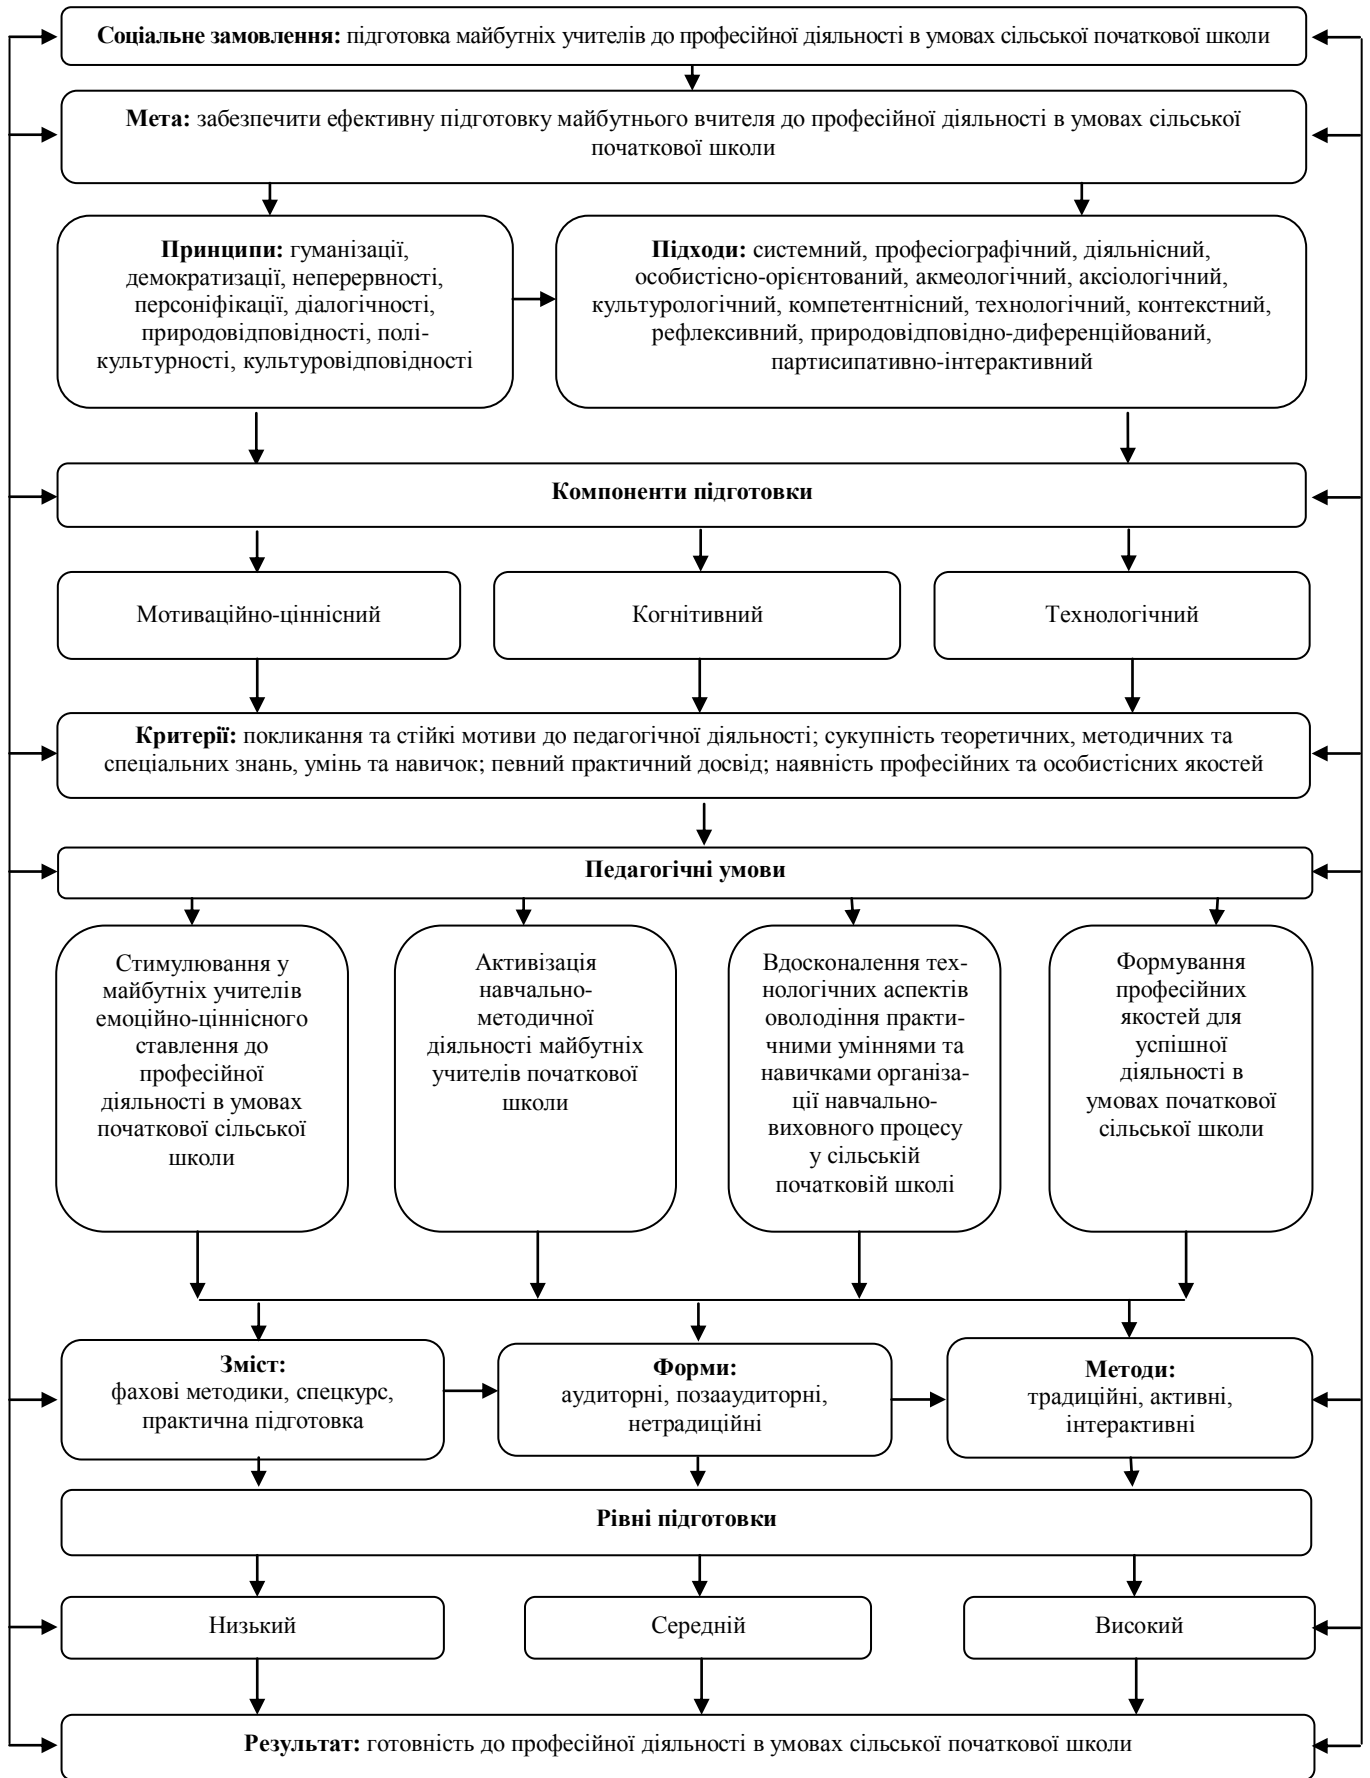 Соціальне замовлення: підготовка майбутніх учителів до професійної діяльності в умовах сільської початкової школи
Мета: забезпечити ефективну підготовку майбутнього вчителя до професійної діяльності в умовах сільської
початкової школи
Принципи: гуманізації,
демократизації, неперервності,
персоніфікації, діалогічності,
природовідповідності, полі-
культурності, культуровідповідності
Підходи: системний, професіографічний, діяльнісний,
особистісно-орієнтований, акмеологічний, аксіологічний,
культурологічний, компетентнісний, технологічний, контекстний,
рефлексивний, природовідповідно-диференційований,
партисипативно-інтерактивний
Компоненти підготовки
Мотиваційно-ціннісний
Когнітивний
Технологічний
Критерії: покликання та стійкі мотиви до педагогічної діяльності; сукупність теоретичних, методичних та
спеціальних знань, умінь та навичок; певний практичний досвід; наявність професійних та особистісних якостей
Педагогічні умови
Стимулювання у
майбутніх учителів
емоційно-ціннісного
ставлення до
професійної
діяльності в умовах
початкової сільської
школи
Активізація
навчально-
методичної
діяльності майбутніх
учителів початкової
школи
Вдосконалення тех-
нологічних аспектів
оволодіння практи-
чними уміннями та
навичками організа-
ції навчально-
виховного процесу
у сільській
початковій школі
Формування
професійних
якостей для
успішної
діяльності в
умовах початкової
сільської школи
Зміст:
фахові методики, спецкурс,
практична підготовка
Форми:
аудиторні, позааудиторні,
нетрадиційні
Методи:
традиційні, активні,
інтерактивні
Рівні підготовки
Низький
Середній
Високий
Результат: готовність до професійної діяльності в умовах сільської початкової школи